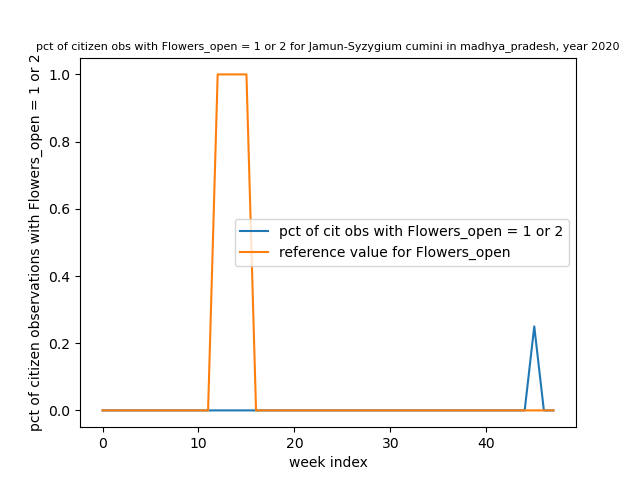 pct of citizen obs with Flowers_open = 1 or 2 for Jamun-Syzygium cumini in madhya_pradesh, year 2020
pct of citizen observations with Flowers_open = 1 or 2
1.0
0.8
0.6
0.4
0.2
0.0
pct of cit obs with Flowers_open = 1 or 2
reference value for Flowers_open
0 10 20 30 40
week index